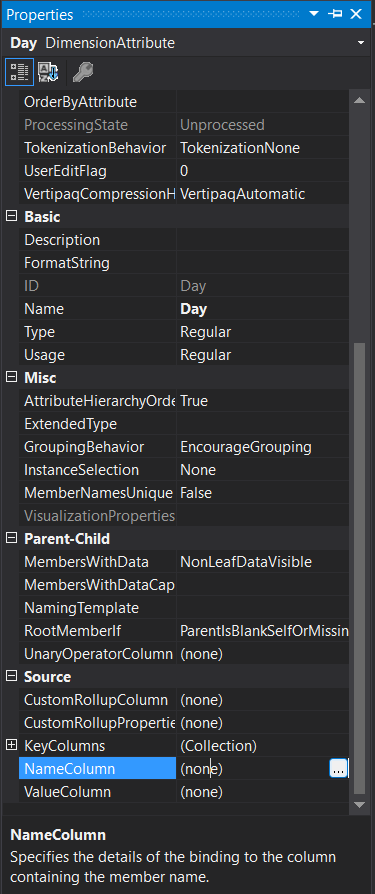 Properties
Day DimensionAttribute
OrderByAttribute
ProcessingState Unprocessed
TokenizationBehavior TokenizationNone
UserEditFlag 0
VertipaqCompressionH VertipaqAutomatic
Basic
Description
FormatString
ID Day
Name Day
Type Regular
Usage Regular
Misc
AttributeHierarchyOrde True
ExtendedType
GroupingBehavior EncourageGrouping
InstanceSelection None
MemberNamesUnique False
VisualizationProperties
Parent-Child
MembersWithData NonLeafDataVisible
MembersWithDataCap
NamingTemplate
RootMemberIf ParentIsBlankSelfOrMissin
UnaryOperatorColumn (none)
Source
CustomRollupColumn (none)
CustomRollupPropertie (none)
KeyColumns (Collection)
NameColumn (none) ...
ValueColumn (none)
NameColumn
Specifies the details of the binding to the column
containing the member name.